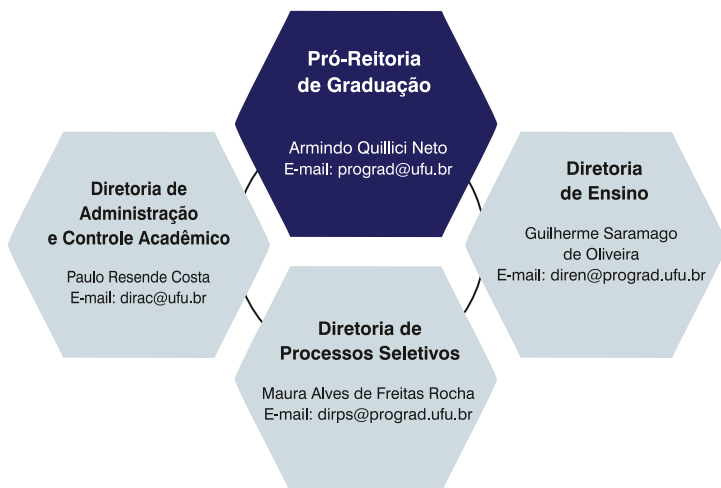 Pró-Reitoria
de Graduação
Armindo Quillici Neto
E-mail: prograd@ufu.br
Diretoria de
Administração
e Controle Acadêmico
Paulo Resende Costa
E-mail: dirac@ufu.br
Diretoria
de Ensino
Guilherme Saramago
de Oliveira
E-mail: diren@prograd.ufu.br
Diretoria de
Processos Seletivos
Maura Alves de Freitas Rocha
E-mail: dirps@prograd.ufu.br